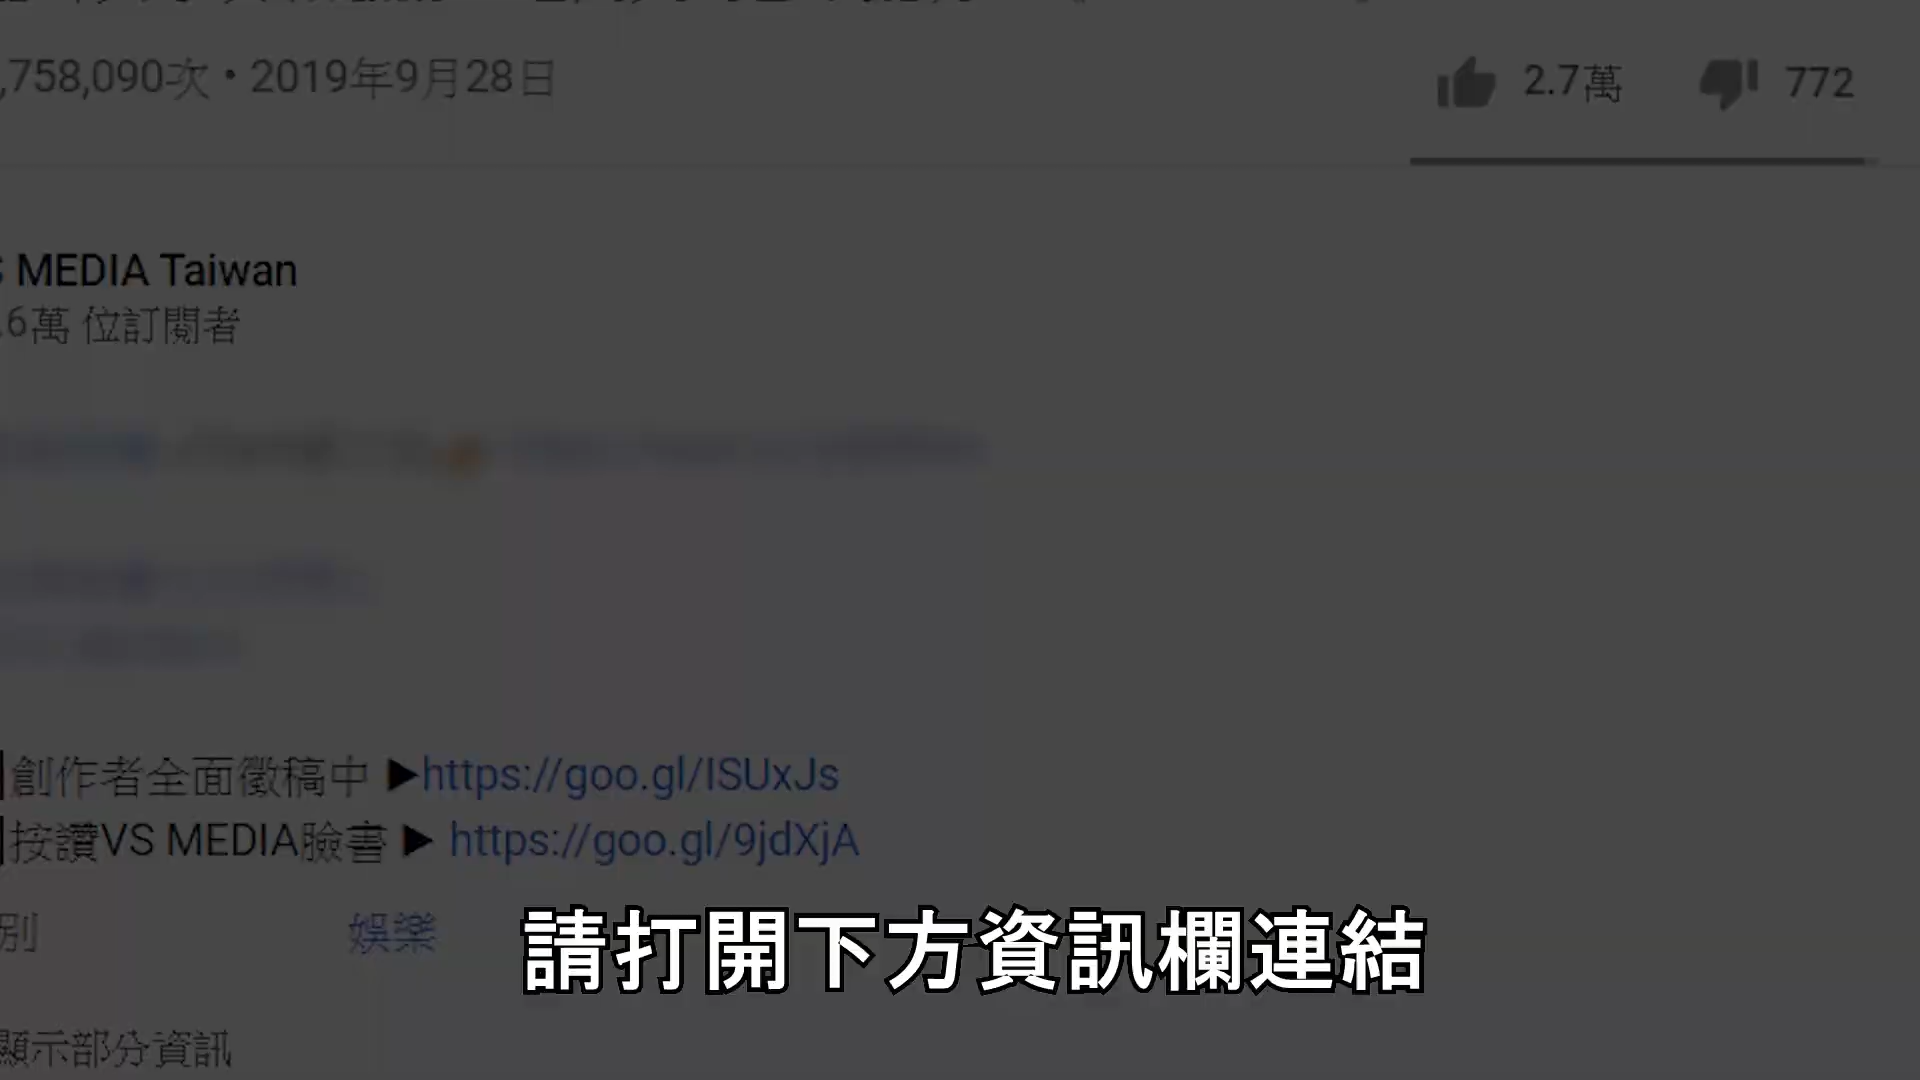 ,758,090次 • 2019年9月28日
2.7萬 772
MEDIA Taiwan
.6萬 位訂閱者
創作者全面徵稿中 ▶https://goo.gl/ISUxJs
按讚VS MEDIA臉書 ▶ https://goo.gl/9jdXjA
別 娛樂
請打開下方資訊欄連結
顯示部分資訊